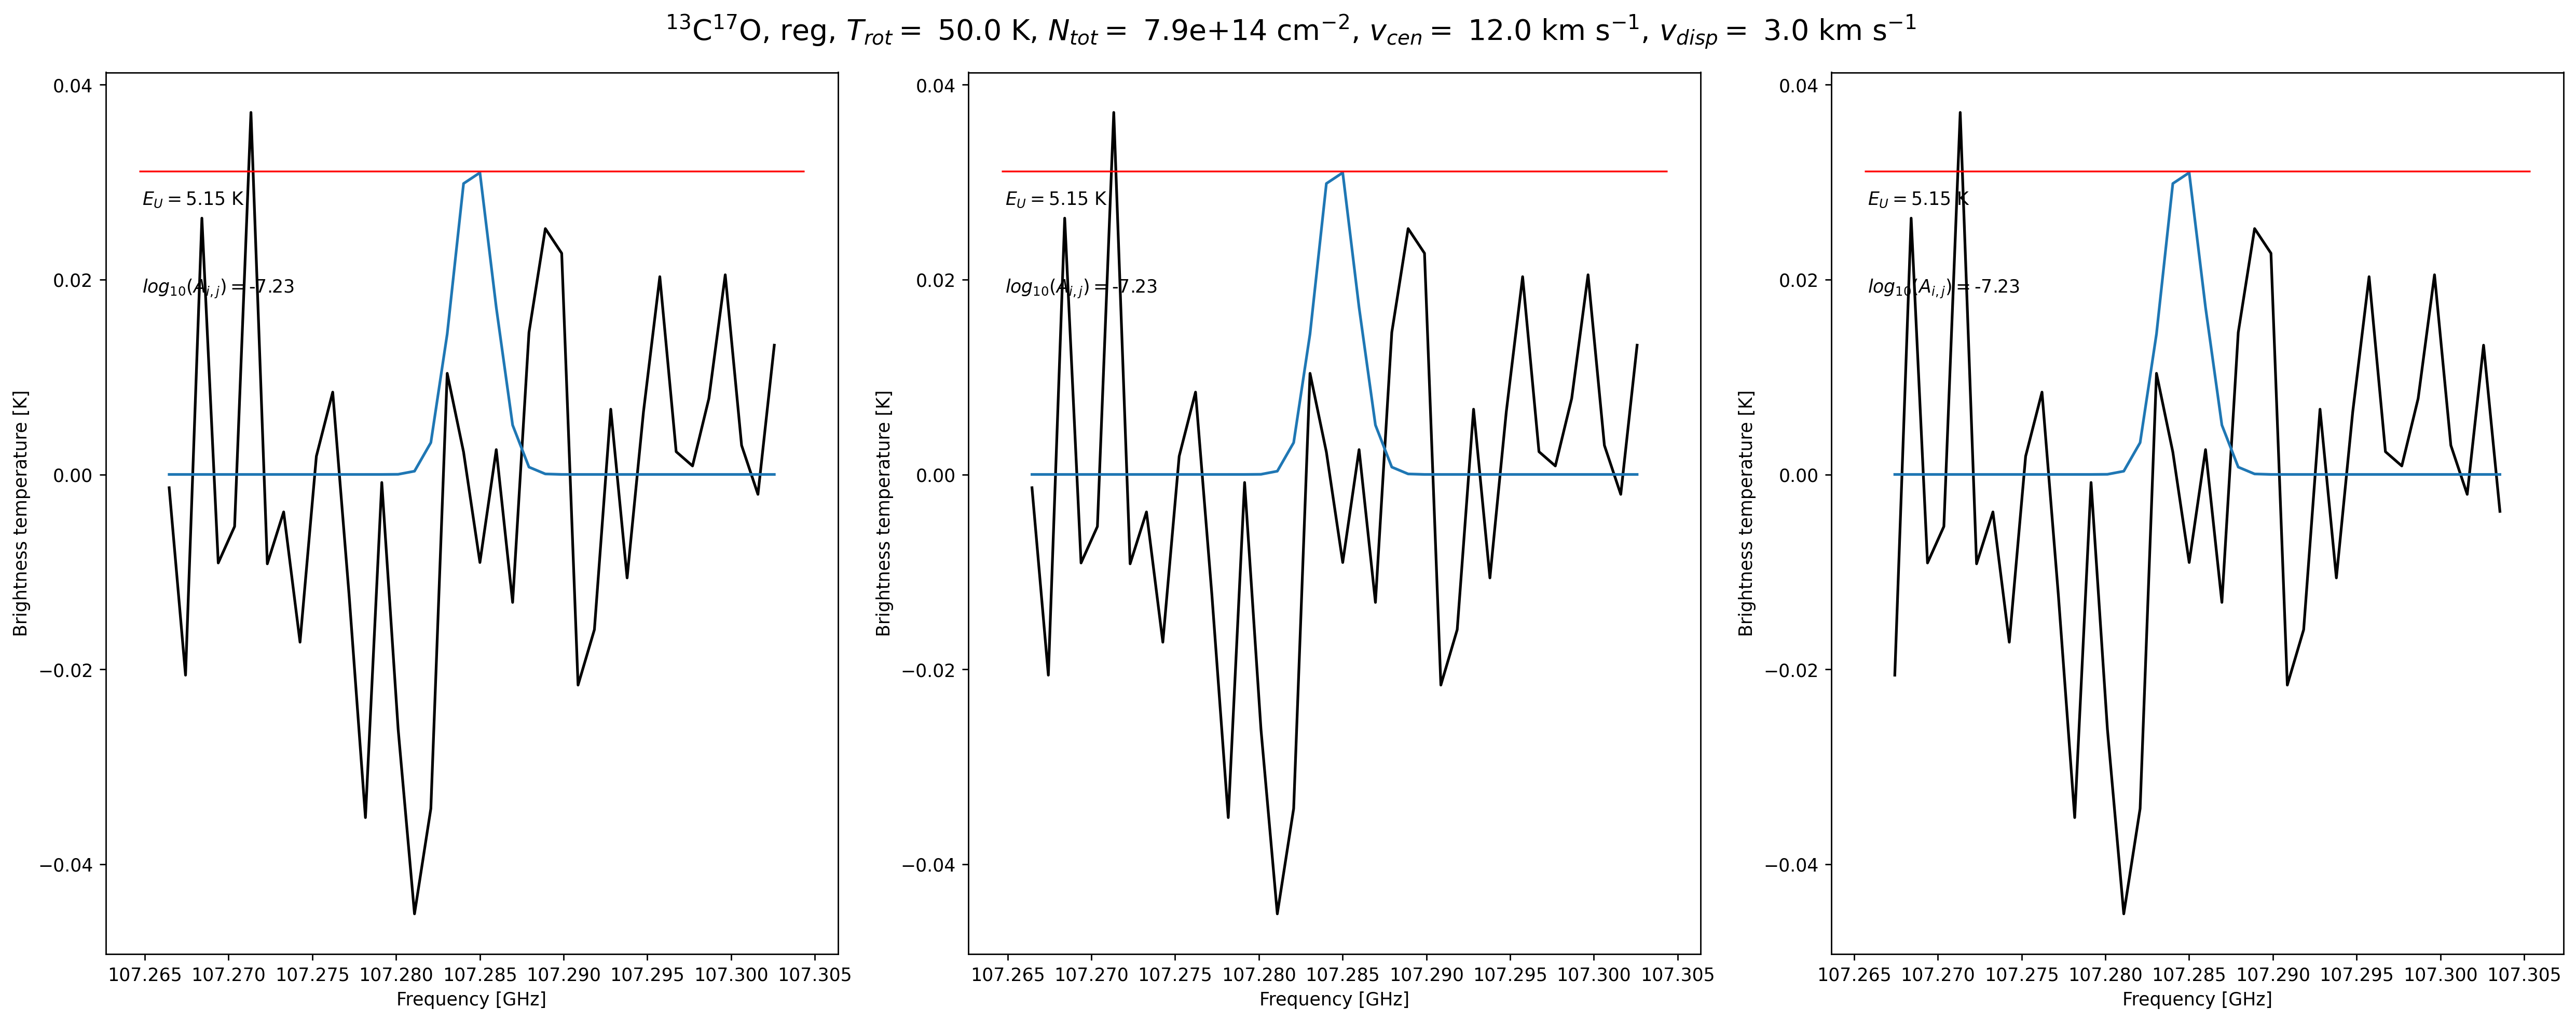 ¹³C¹⁷O, reg, T_rot = 50.0 K, N_tot = 7.9e+14 cm⁻², v_cen = 12.0 km s⁻¹, v_disp = 3.0 km s⁻¹
Brightness temperature [K]
0.04
0.02
0.00
−0.02
−0.04
E_U = 5.15 K
log₁₀(A_i,j) = -7.23
107.265 107.270 107.275 107.280 107.285 107.290 107.295 107.300 107.305
Frequency [GHz]
Brightness temperature [K]
0.04
0.02
0.00
−0.02
−0.04
E_U = 5.15 K
log₁₀(A_i,j) = -7.23
107.265 107.270 107.275 107.280 107.285 107.290 107.295 107.300 107.305
Frequency [GHz]
Brightness temperature [K]
0.04
0.02
0.00
−0.02
−0.04
E_U = 5.15 K
log₁₀(A_i,j) = -7.23
107.265 107.270 107.275 107.280 107.285 107.290 107.295 107.300 107.305
Frequency [GHz]